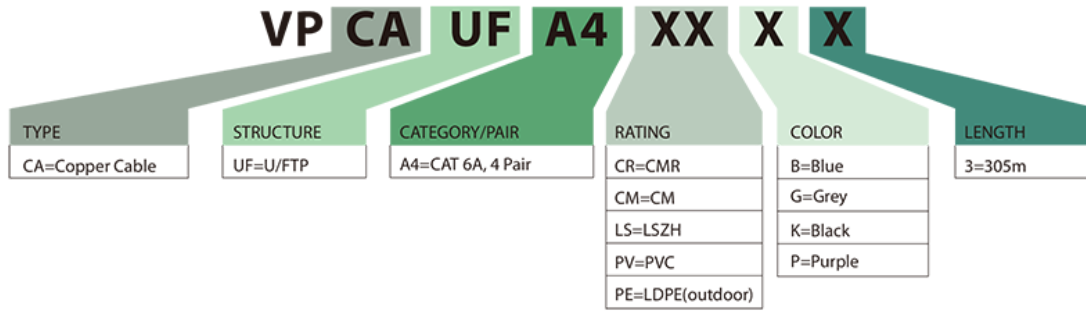 VP CA UF A4 XX X X
TYPE
CA=Copper Cable
STRUCTURE
UF=U/FTP
CATEGORY/PAIR
A4=CAT 6A, 4 Pair
RATING
CR=CMR
CM=CM
LS=LSZH
PV=PVC
PE=LDPE(outdoor)
COLOR
B=Blue
G=Grey
K=Black
P=Purple
LENGTH
3=305m